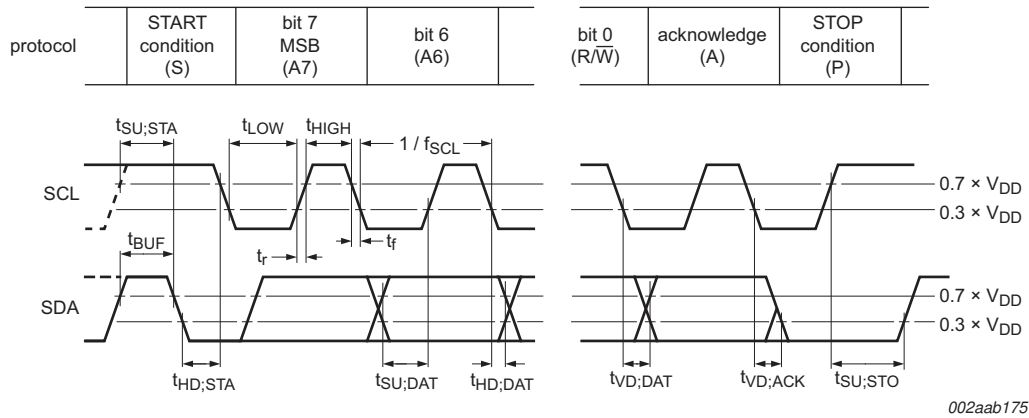 protocol
START
condition
(S)
bit 7
MSB
(A7)
bit 6
(A6)
bit 0
(R/W̅)
acknowledge
(A)
STOP
condition
(P)
tSU;STA
tLOW
tHIGH
1 / fSCL
SCL
0.7 × VDD
0.3 × VDD
tBUF
tr
tf
SDA
0.7 × VDD
0.3 × VDD
tHD;STA
tSU;DAT
tHD;DAT
tVD;DAT
tVD;ACK
tSU;STO
002aab175